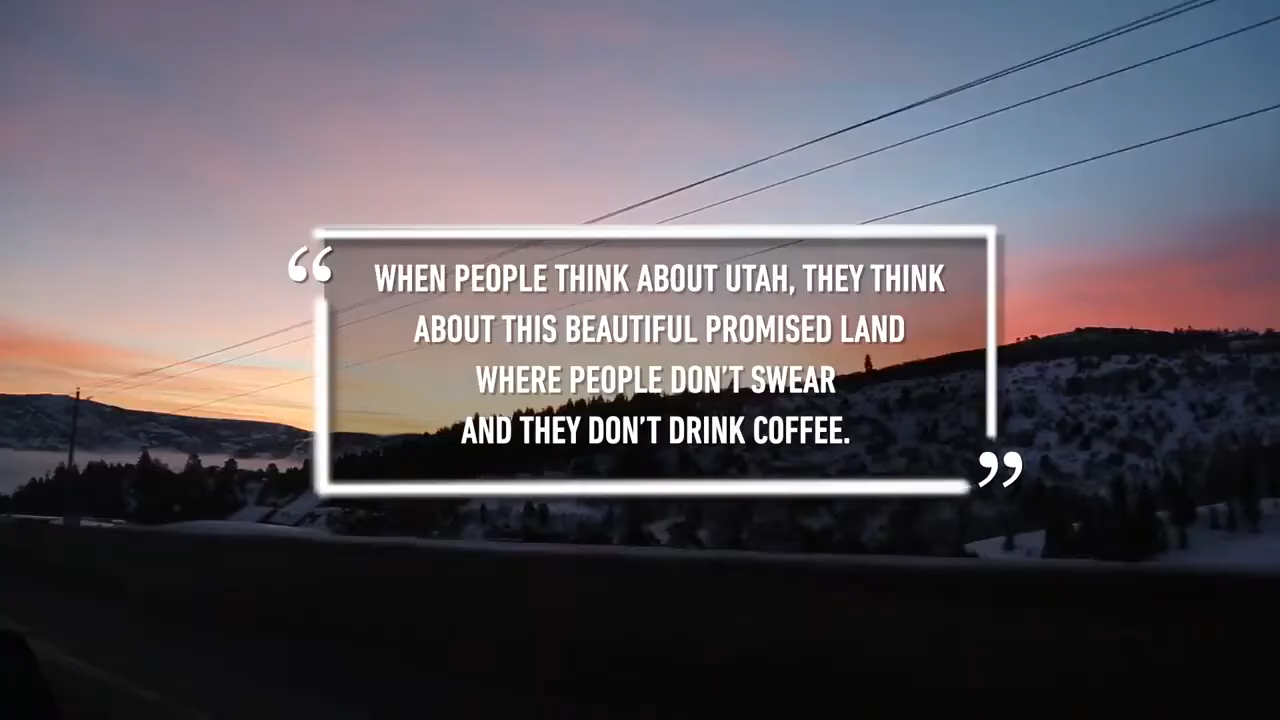 “WHEN PEOPLE THINK ABOUT UTAH, THEY THINK
ABOUT THIS BEAUTIFUL PROMISED LAND
WHERE PEOPLE DON’T SWEAR
AND THEY DON’T DRINK COFFEE.”